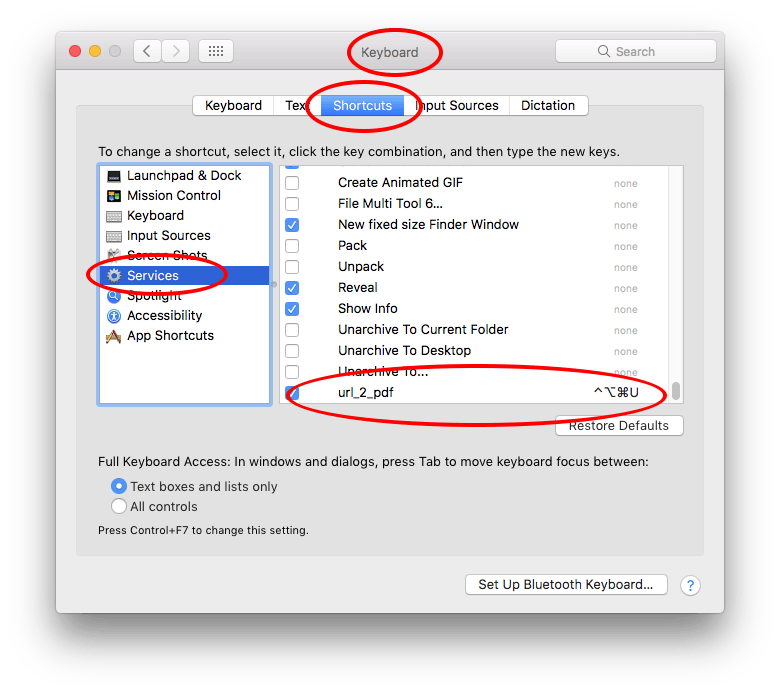 Keyboard
Search
Keyboard Text Shortcuts Input Sources Dictation
To change a shortcut, select it, click the key combination, and then type the new keys.
Launchpad & Dock
Mission Control
Keyboard
Input Sources
Screen Shots
Services
Spotlight
Accessibility
App Shortcuts
Create Animated GIF none
File Multi Tool 6... none
New fixed size Finder Window none
Pack none
Unpack none
Reveal none
Show Info none
Unarchive To Current Folder none
Unarchive To Desktop none
Unarchive To... none
url_2_pdf ^⌥⌘U
Restore Defaults
Full Keyboard Access: In windows and dialogs, press Tab to move keyboard focus between:
Text boxes and lists only
All controls
Press Control+F7 to change this setting.
Set Up Bluetooth Keyboard... ?